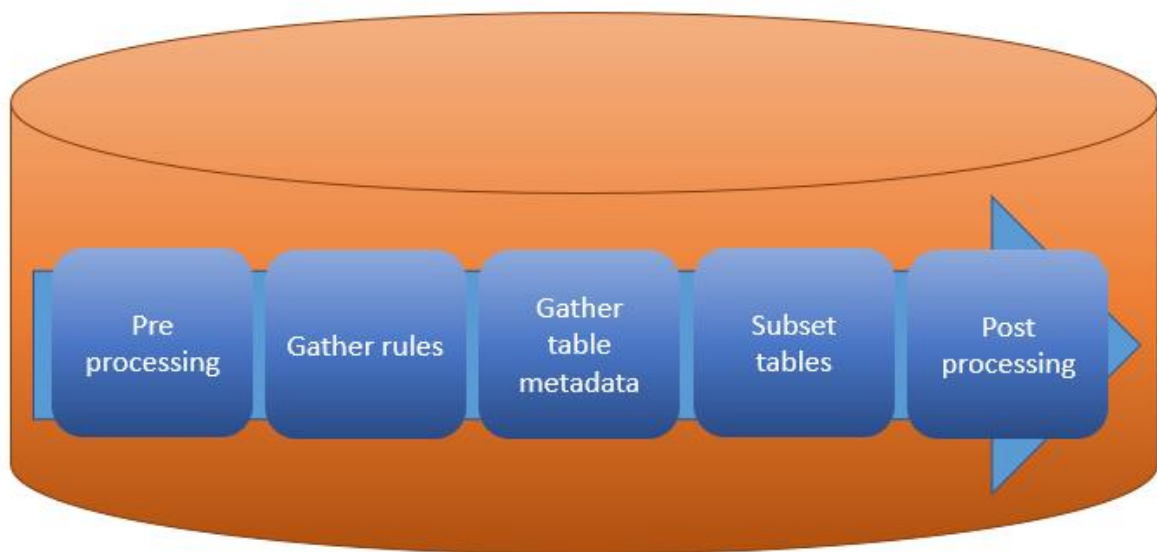 Pre
processing
Gather rules
Gather
table
metadata
Subset
tables
Post
processing